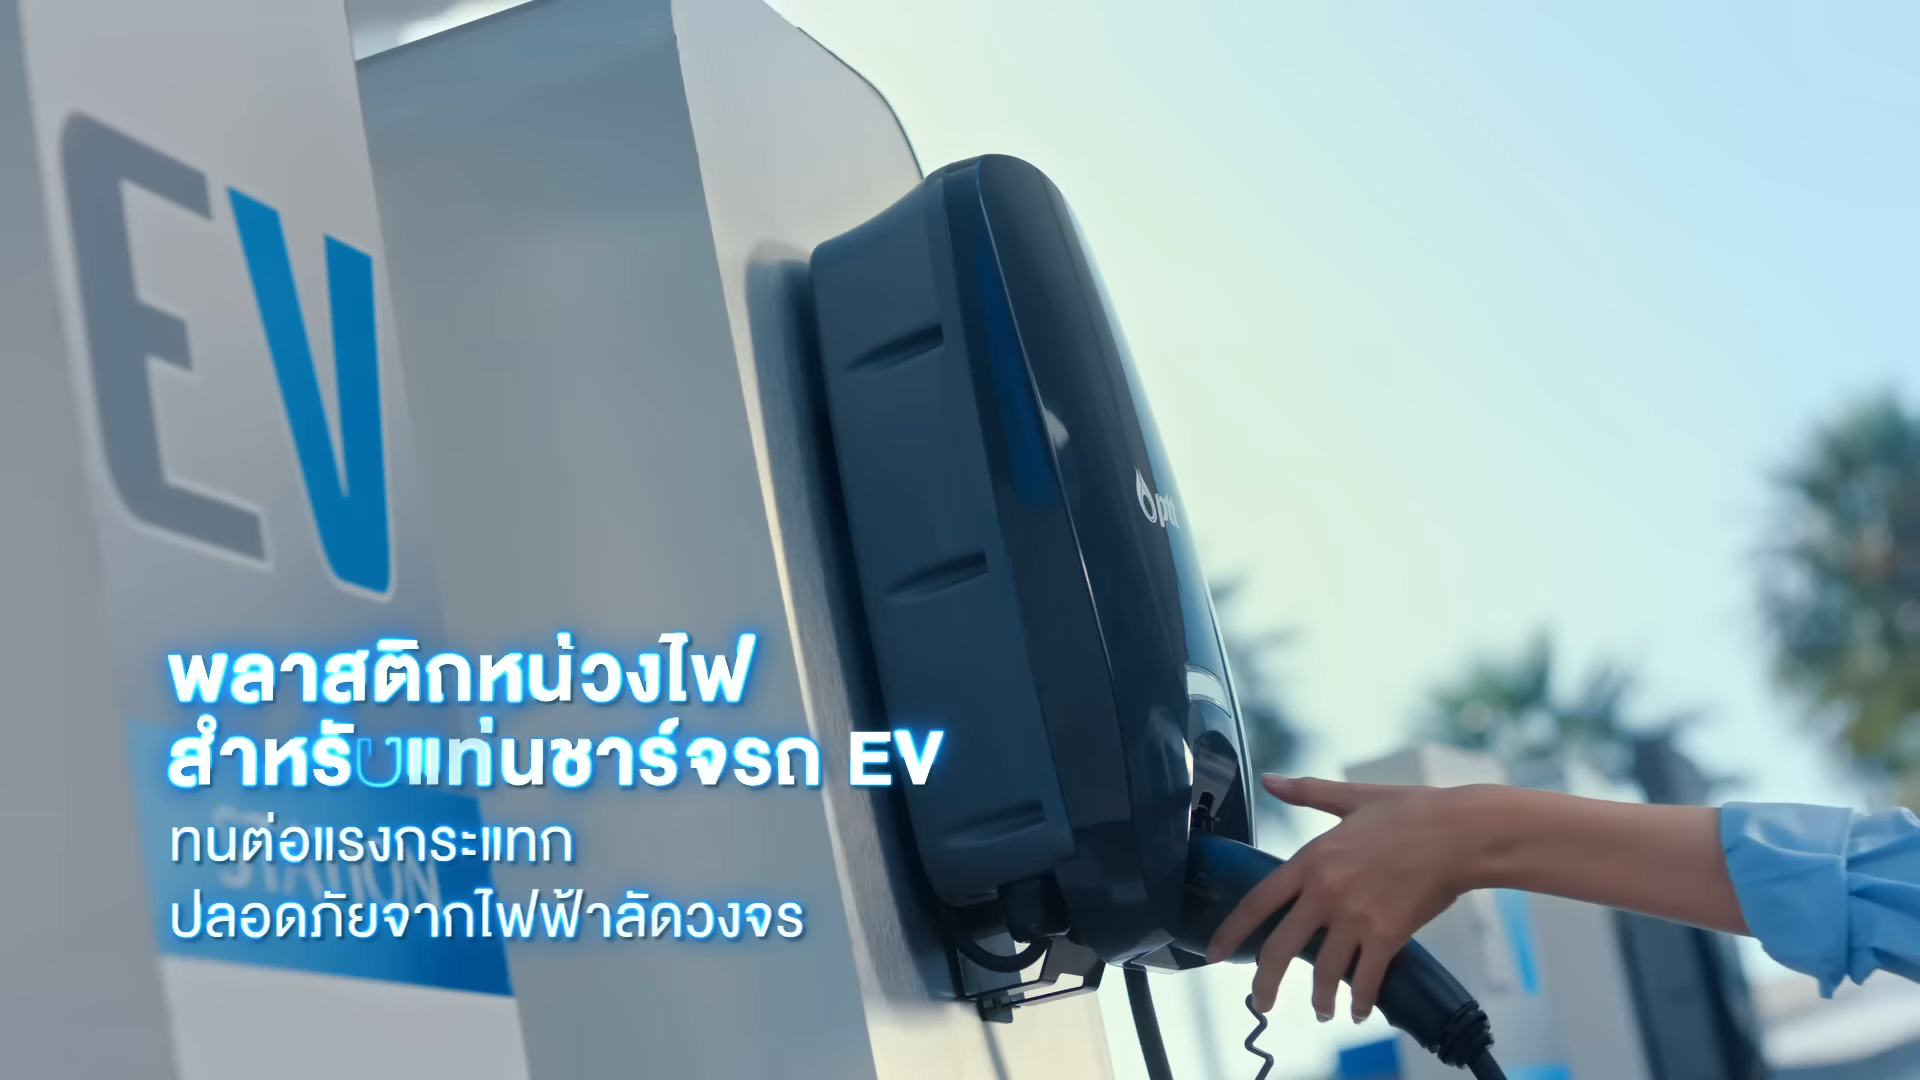 EV
ptt
พลาสติกหน่วงไฟ
สำหรับแท่นชาร์จรถ EV
STATION
ทนต่อแรงกระแทก
ปลอดภัยจากไฟฟ้าลัดวงจร